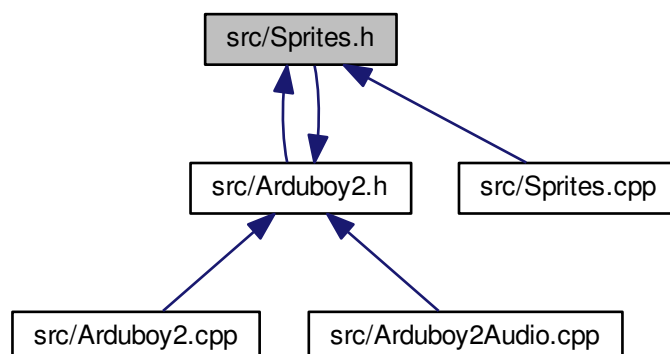 src/Sprites.h
src/Arduboy2.h
src/Sprites.cpp
src/Arduboy2.cpp
src/Arduboy2Audio.cpp